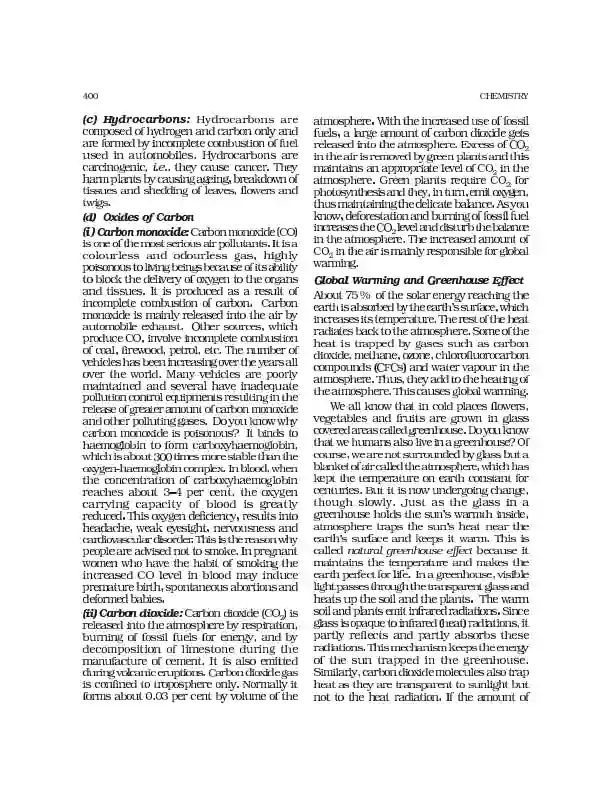 400
CHEMISTRY
(c) Hydrocarbons: Hydrocarbons are
composed of hydrogen and carbon only and
are formed by incomplete combustion of fuel
used in automobiles. Hydrocarbons are
carcinogenic, i.e., they cause cancer. They
harm plants by causing ageing, breakdown of
tissues and shedding of leaves, flowers and
twigs.
(d) Oxides of Carbon
(i) Carbon monoxide: Carbon monoxide (CO)
is one of the most serious air pollutants. It is a
colourless and odourless gas, highly
poisonous to living beings because of its ability
to block the delivery of oxygen to the organs
and tissues. It is produced as a result of
incomplete combustion of carbon. Carbon
monoxide is mainly released into the air by
automobile exhaust. Other sources, which
produce CO, involve incomplete combustion
of coal, firewood, petrol, etc. The number of
vehicles has been increasing over the years all
over the world. Many vehicles are poorly
maintained and several have inadequate
pollution control equipments resulting in the
release of greater amount of carbon monoxide
and other polluting gases. Do you know why
carbon monoxide is poisonous? It binds to
haemoglobin to form carboxyhaemoglobin,
which is about 300 times more stable than the
oxygen-haemoglobin complex. In blood, when
the concentration of carboxyhaemoglobin
reaches about 3–4 per cent, the oxygen
carrying capacity of blood is greatly
reduced. This oxygen deficiency, results into
headache, weak eyesight, nervousness and
cardiovascular disorder. This is the reason why
people are advised not to smoke. In pregnant
women who have the habit of smoking the
increased CO level in blood may induce
premature birth, spontaneous abortions and
deformed babies.
(ii) Carbon dioxide: Carbon dioxide (CO₂) is
released into the atmosphere by respiration,
burning of fossil fuels for energy, and by
decomposition of limestone during the
manufacture of cement. It is also emitted
during volcanic eruptions. Carbon dioxide gas
is confined to troposphere only. Normally it
forms about 0.03 per cent by volume of the
atmosphere. With the increased use of fossil
fuels, a large amount of carbon dioxide gets
released into the atmosphere. Excess of CO₂
in the air is removed by green plants and this
maintains an appropriate level of CO₂ in the
atmosphere. Green plants require CO₂ for
photosynthesis and they, in turn, emit oxygen,
thus maintaining the delicate balance. As you
know, deforestation and burning of fossil fuel
increases the CO₂ level and disturb the balance
in the atmosphere. The increased amount of
CO₂ in the air is mainly responsible for global
warming.
Global Warming and Greenhouse Effect
About 75 % of the solar energy reaching the
earth is absorbed by the earth's surface, which
increases its temperature. The rest of the heat
radiates back to the atmosphere. Some of the
heat is trapped by gases such as carbon
dioxide, methane, ozone, chlorofluorocarbon
compounds (CFCs) and water vapour in the
atmosphere. Thus, they add to the heating of
the atmosphere. This causes global warming.
We all know that in cold places flowers,
vegetables and fruits are grown in glass
covered areas called greenhouse. Do you know
that we humans also live in a greenhouse? Of
course, we are not surrounded by glass but a
blanket of air called the atmosphere, which has
kept the temperature on earth constant for
centuries. But it is now undergoing change,
though slowly. Just as the glass in a
greenhouse holds the sun's warmth inside,
atmosphere traps the sun's heat near the
earth's surface and keeps it warm. This is
called natural greenhouse effect because it
maintains the temperature and makes the
earth perfect for life. In a greenhouse, visible
light passes through the transparent glass and
heats up the soil and the plants. The warm
soil and plants emit infrared radiations. Since
glass is opaque to infrared (heat) radiations, it
partly reflects and partly absorbs these
radiations. This mechanism keeps the energy
of the sun trapped in the greenhouse.
Similarly, carbon dioxide molecules also trap
heat as they are transparent to sunlight but
not to the heat radiation. If the amount of